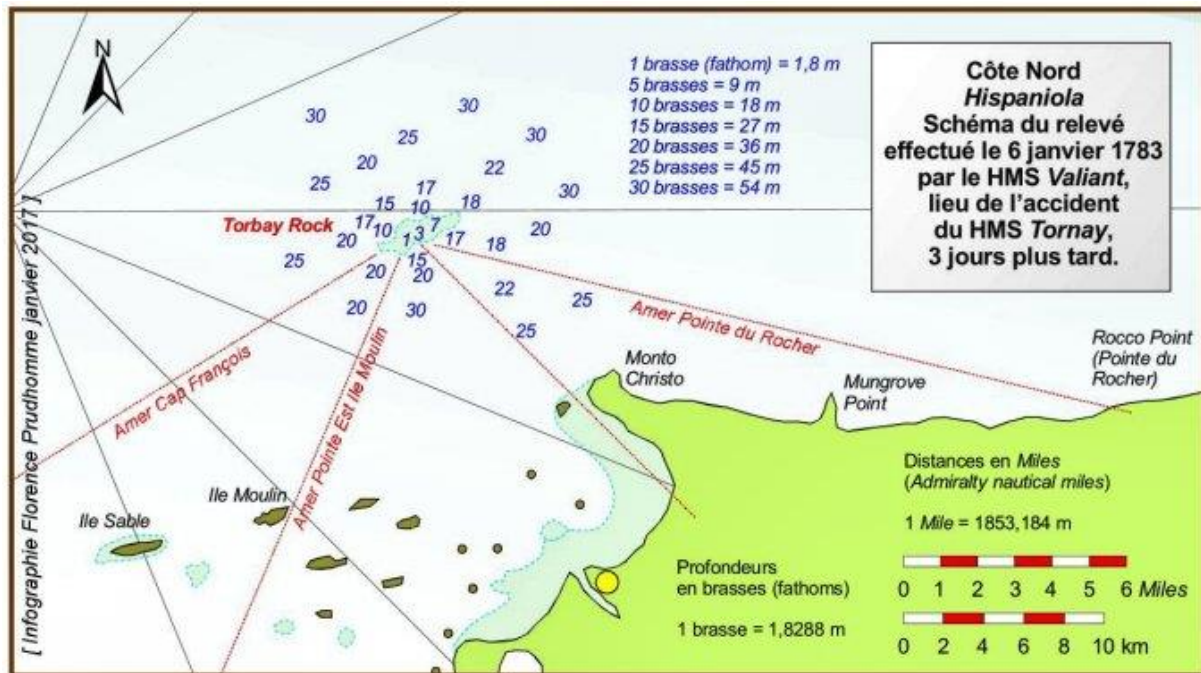 N
1 brasse (fathom) = 1,8 m
5 brasses = 9 m
10 brasses = 18 m
15 brasses = 27 m
20 brasses = 36 m
25 brasses = 45 m
30 brasses = 54 m
Côte Nord
Hispaniola
Schéma du relevé
effectué le 6 janvier 1783
par le HMS Valiant,
lieu de l'accident
du HMS Tornay,
3 jours plus tard.
30
30
25
30
20
22
25
17
30
15
10
18
Torbay Rock
17
10
1
3
7
17
20
20
18
25
15
20
20
22
25
20
30
25
[ Infographie Florence Prudhomme janvier 2017 ]
Amer Cap François
Amer Pointe Est Ile Moulin
Amer Pointe du Rocher
Monto
Christo
Mungrove
Point
Rocco Point
(Pointe du
Rocher)
Ile Moulin
Ile Sable
Distances en Miles
(Admiralty nautical miles)
1 Mile = 1853,184 m
0 1 2 3 4 5 6 Miles
0 2 4 6 8 10 km
Profondeurs
en brasses (fathoms)
1 brasse = 1,8288 m